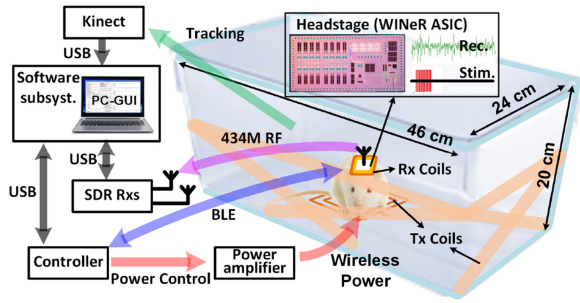 Kinect
Tracking
Headstage (WINeR ASIC)
Rec.
Stim.
USB
Software
subsyst.
PC-GUI
24 cm
46 cm
20 cm
434M RF
USB
USB
Rx Coils
SDR Rxs
BLE
Tx Coils
Controller
Power
amplifier
Power Control
Wireless
Power